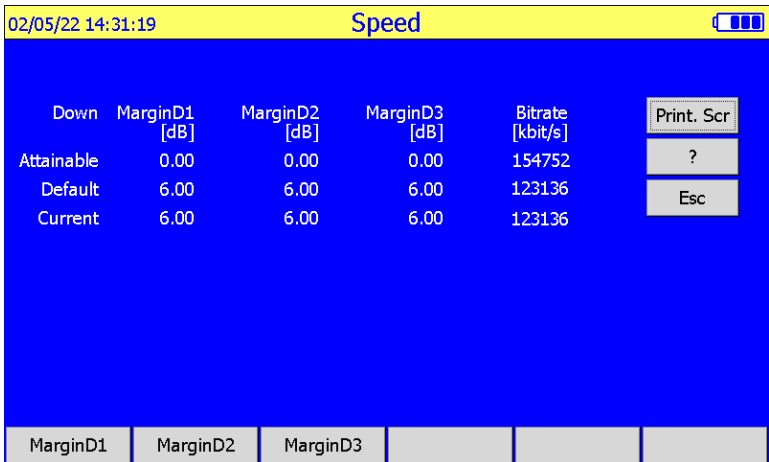 02/05/22 14:31:19 Speed
Down MarginD1 MarginD2 MarginD3 Bitrate
[dB] [dB] [dB] [kbit/s]
Attainable 0.00 0.00 0.00 154752
Default 6.00 6.00 6.00 123136
Current 6.00 6.00 6.00 123136
Print. Scr
?
Esc
MarginD1 MarginD2 MarginD3